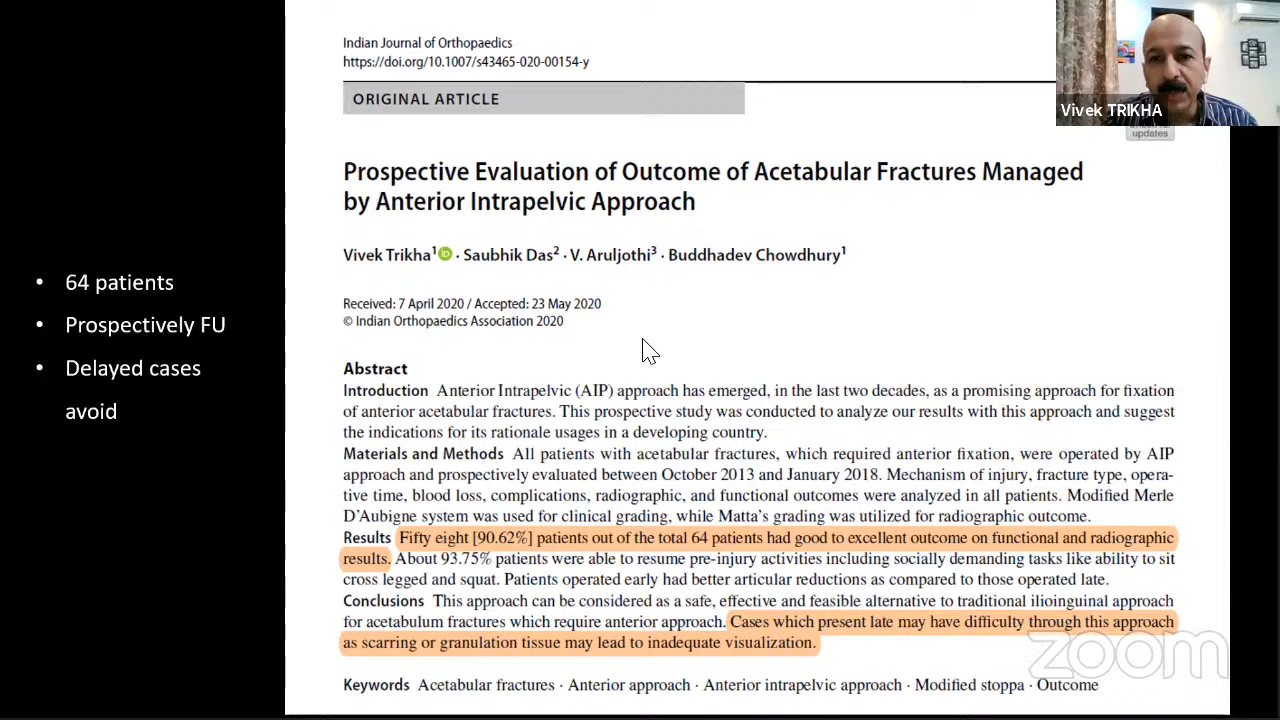 • 64 patients
• Prospectively FU
• Delayed cases
avoid
Indian Journal of Orthopaedics
https://doi.org/10.1007/s43465-020-00154-y
ORIGINAL ARTICLE
Vivek TRIKHA
updates
Prospective Evaluation of Outcome of Acetabular Fractures Managed
by Anterior Intrapelvic Approach
Vivek Trikha1 iD · Saubhik Das2 · V. Aruljothi3 · Buddhadev Chowdhury1
Received: 7 April 2020 / Accepted: 23 May 2020
© Indian Orthopaedics Association 2020
Abstract
Introduction Anterior Intrapelvic (AIP) approach has emerged, in the last two decades, as a promising approach for fixation
of anterior acetabular fractures. This prospective study was conducted to analyze our results with this approach and suggest
the indications for its rationale usages in a developing country.
Materials and Methods All patients with acetabular fractures, which required anterior fixation, were operated by AIP
approach and prospectively evaluated between October 2013 and January 2018. Mechanism of injury, fracture type, opera-
tive time, blood loss, complications, radiographic, and functional outcomes were analyzed in all patients. Modified Merle
D’Aubigne system was used for clinical grading, while Matta’s grading was utilized for radiographic outcome.
Results Fifty eight [90.62%] patients out of the total 64 patients had good to excellent outcome on functional and radiographic
results. About 93.75% patients were able to resume pre-injury activities including socially demanding tasks like ability to sit
cross legged and squat. Patients operated early had better articular reductions as compared to those operated late.
Conclusions This approach can be considered as a safe, effective and feasible alternative to traditional ilioinguinal approach
for acetabulum fractures which require anterior approach. Cases which present late may have difficulty through this approach
as scarring or granulation tissue may lead to inadequate visualization.
Keywords Acetabular fractures · Anterior approach · Anterior intrapelvic approach · Modified stoppa · Outcome
zoom